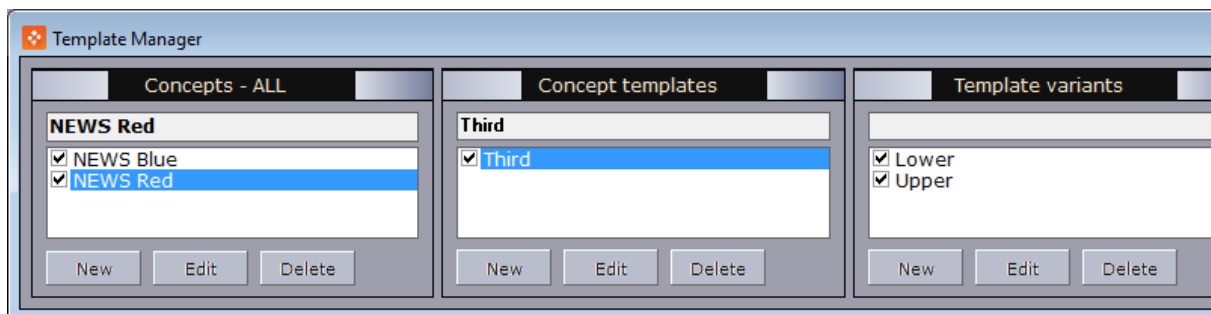 Template Manager
Concepts - ALL
NEWS Red
NEWS Blue
NEWS Red
New Edit Delete
Concept templates
Third
Third
New Edit Delete
Template variants
Lower
Upper
New Edit Delete